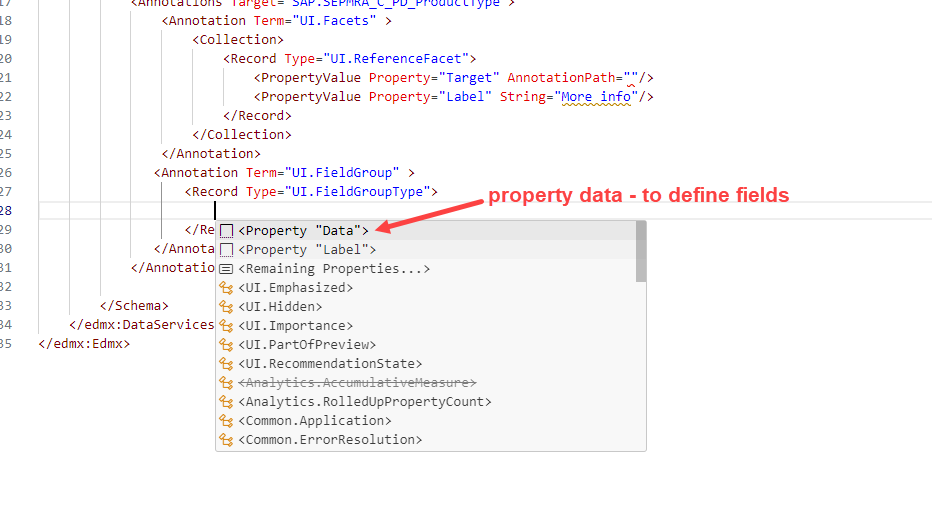 17 <Annotations Target="SAP.SEPMRA_C_PD_ProductType">
18 <Annotation Term="UI.Facets" >
19 <Collection>
20 <Record Type="UI.ReferenceFacet">
21 <PropertyValue Property="Target" AnnotationPath=""/>
22 <PropertyValue Property="Label" String="More info"/>
23 </Record>
24 </Collection>
25 </Annotation>
26 <Annotation Term="UI.FieldGroup" >
27 <Record Type="UI.FieldGroupType">
property data - to define fields
28
29 </Re
<Property "Data">
30 </Annota
<Property "Label">
31 </Annotation
<Remaining Properties...>
32
<UI.Emphasized>
33 </Schema>
<UI.Hidden>
34 </edmx:DataServices
<UI.Importance>
35 </edmx:Edmx>
<UI.PartOfPreview>
<UI.RecommendationState>
<Analytics.AccumulativeMeasure>
<Analytics.RolledUpPropertyCount>
<Common.Application>
<Common.ErrorResolution>